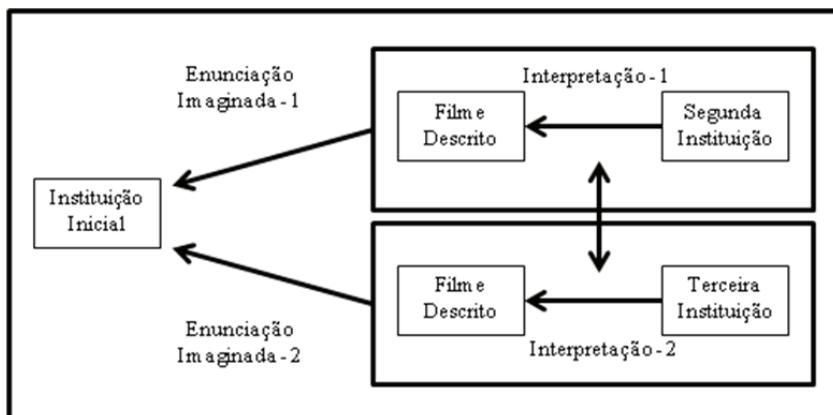 Enunciação
Imaginada - 1
Interpretação - 1
Filme
Descrito
Segunda
Instituição
Instituição
Inicial
Filme
Descrito
Terceira
Instituição
Enunciação
Imaginada - 2
Interpretação - 2